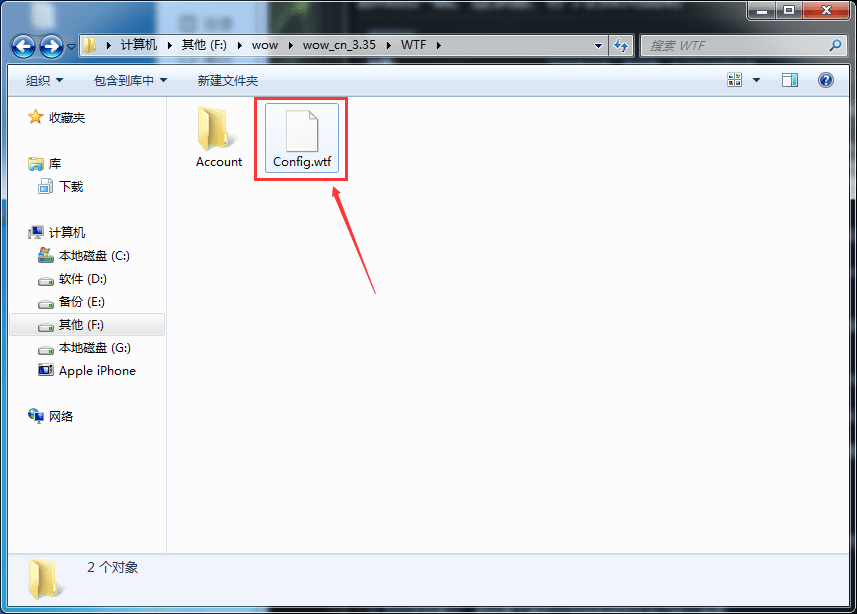 计算机 其他 (F:) wow wow_cn_3.35 WTF
搜索 WTF
组织 包含到库中 新建文件夹
收藏夹
库
下载
计算机
本地磁盘 (C:)
软件 (D:)
备份 (E:)
其他 (F:)
本地磁盘 (G:)
Apple iPhone
网络
Account
Config.wtf
2 个对象